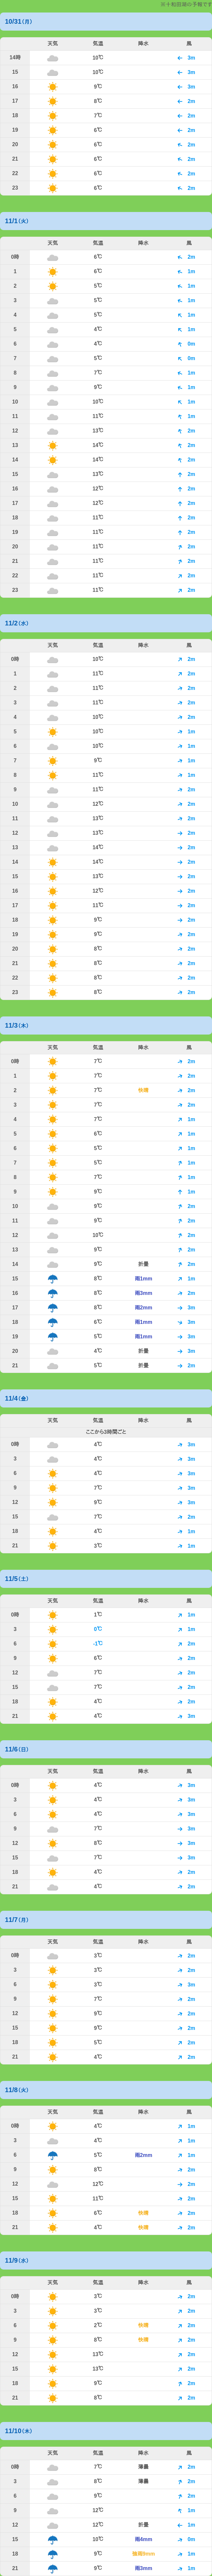 ※十和田湖の予報です
10/31(月)
天気 気温 降水 風
14時 10℃ 3m
15 10℃ 3m
16 9℃ 3m
17 8℃ 2m
18 7℃ 2m
19 6℃ 2m
20 6℃ 2m
21 6℃ 2m
22 6℃ 2m
23 6℃ 2m
11/1(火)
天気 気温 降水 風
0時 6℃ 2m
1 6℃ 1m
2 5℃ 1m
3 5℃ 1m
4 5℃ 1m
5 4℃ 1m
6 4℃ 0m
7 5℃ 0m
8 7℃ 1m
9 9℃ 1m
10 10℃ 1m
11 11℃ 1m
12 13℃ 2m
13 14℃ 2m
14 14℃ 2m
15 13℃ 2m
16 12℃ 2m
17 12℃ 2m
18 11℃ 2m
19 11℃ 2m
20 11℃ 2m
21 11℃ 2m
22 11℃ 2m
23 11℃ 2m
11/2(水)
天気 気温 降水 風
0時 10℃ 2m
1 11℃ 2m
2 11℃ 2m
3 11℃ 2m
4 10℃ 2m
5 10℃ 1m
6 10℃ 1m
7 9℃ 1m
8 11℃ 1m
9 11℃ 2m
10 12℃ 2m
11 13℃ 2m
12 13℃ 2m
13 14℃ 2m
14 14℃ 2m
15 13℃ 2m
16 12℃ 2m
17 11℃ 2m
18 9℃ 2m
19 9℃ 2m
20 8℃ 2m
21 8℃ 2m
22 8℃ 2m
23 8℃ 2m
11/3(木)
天気 気温 降水 風
0時 7℃ 2m
1 7℃ 2m
2 7℃ 快晴 2m
3 7℃ 2m
4 7℃ 1m
5 6℃ 1m
6 5℃ 1m
7 5℃ 1m
8 7℃ 1m
9 9℃ 1m
10 9℃ 2m
11 9℃ 2m
12 10℃ 2m
13 9℃ 2m
14 9℃ 折曇 2m
15 8℃ 雨1mm 1m
16 8℃ 雨3mm 2m
17 8℃ 雨2mm 3m
18 6℃ 雨1mm 3m
19 5℃ 雨1mm 3m
20 4℃ 折曇 3m
21 5℃ 折曇 2m
11/4(金)
天気 気温 降水 風
ここから3時間ごと
0時 4℃ 3m
3 4℃ 3m
6 4℃ 3m
9 7℃ 3m
12 9℃ 3m
15 7℃ 2m
18 4℃ 1m
21 3℃ 1m
11/5(土)
天気 気温 降水 風
0時 1℃ 1m
3 0℃ 1m
6 -1℃ 2m
9 6℃ 2m
12 7℃ 2m
15 7℃ 2m
18 4℃ 2m
21 4℃ 3m
11/6(日)
天気 気温 降水 風
0時 4℃ 3m
3 4℃ 3m
6 4℃ 3m
9 7℃ 3m
12 8℃ 3m
15 7℃ 3m
18 4℃ 2m
21 4℃ 2m
11/7(月)
天気 気温 降水 風
0時 3℃ 2m
3 3℃ 2m
6 3℃ 3m
9 7℃ 2m
12 9℃ 2m
15 9℃ 2m
18 5℃ 2m
21 4℃ 2m
11/8(火)
天気 気温 降水 風
0時 4℃ 1m
3 4℃ 1m
6 5℃ 雨2mm 1m
9 8℃ 2m
12 12℃ 2m
15 11℃ 2m
18 6℃ 快晴 2m
21 4℃ 快晴 2m
11/9(水)
天気 気温 降水 風
0時 3℃ 2m
3 3℃ 2m
6 2℃ 快晴 2m
9 8℃ 快晴 2m
12 13℃ 2m
15 13℃ 2m
18 9℃ 2m
21 8℃ 2m
11/10(木)
天気 気温 降水 風
0時 7℃ 薄曇 2m
3 8℃ 薄曇 2m
6 9℃ 2m
9 12℃ 1m
12 12℃ 折曇 1m
15 10℃ 雨4mm 0m
18 9℃ 1m
21 9℃ 雨3mm 1m